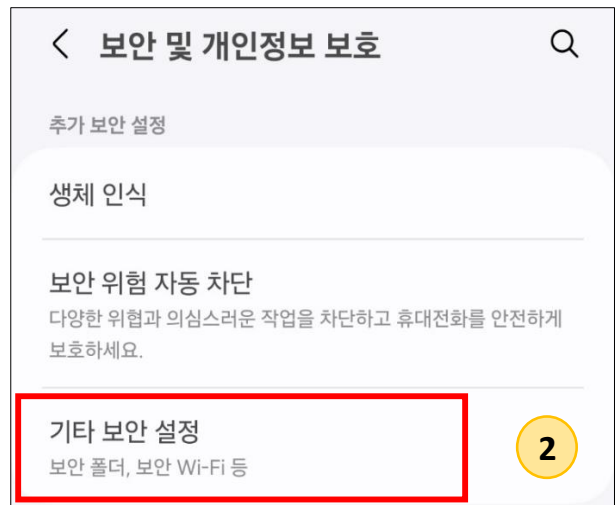 보안 및 개인정보 보호
추가 보안 설정
생체 인식
보안 위험 자동 차단
다양한 위협과 의심스러운 작업을 차단하고 휴대전화를 안전하게
보호하세요.
기타 보안 설정
보안 폴더, 보안 Wi-Fi 등
2